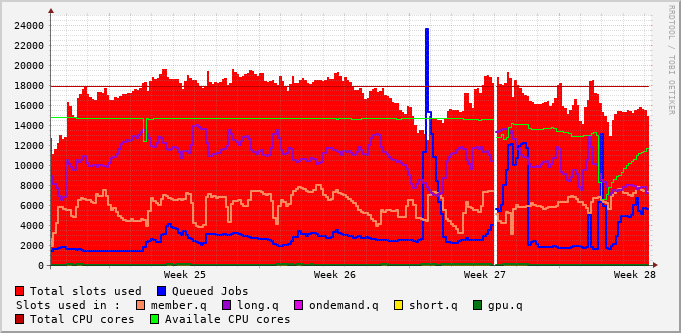 24000
22000
20000
18000
16000
14000
12000
10000
8000
6000
4000
2000
0
Week 25 Week 26 Week 27 Week 28
RRDTOOL / TOBI OETIKER
Total slots used Queued Jobs
Slots used in : member.q long.q ondemand.q short.q gpu.q
Total CPU cores Availale CPU cores